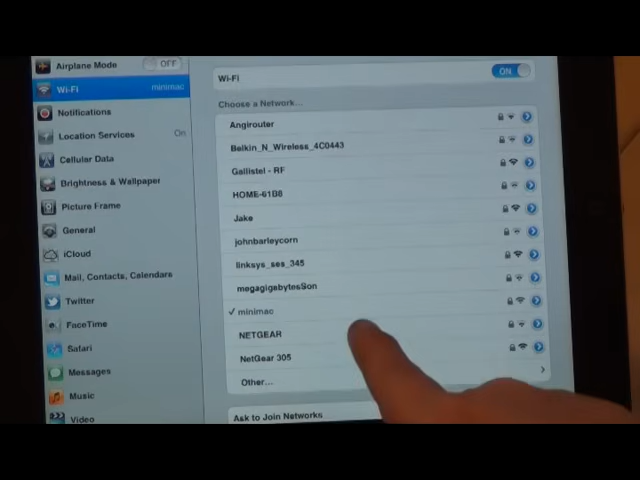 Airplane Mode OFF
Wi-Fi minimac
Notifications
Location Services On
Cellular Data
Brightness & Wallpaper
Picture Frame
General
iCloud
Mail, Contacts, Calendars
Twitter
FaceTime
Safari
Messages
Music
Video
Wi-Fi ON
Choose a Network...
Angirouter
Belkin_N_Wireless_4C0443
Gallistel - RF
HOME-61B8
Jake
johnbarleycorn
linksys_ses_345
megagigabytesSon
minimac
NETGEAR
NetGear 305
Other...
Ask to Join Networks